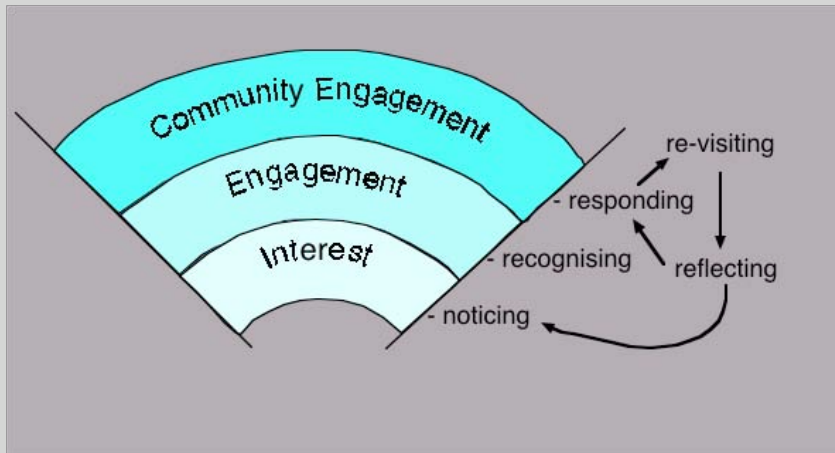 Community Engagement
Engagement
Interest
re-visiting
- responding
- recognising
reflecting
- noticing